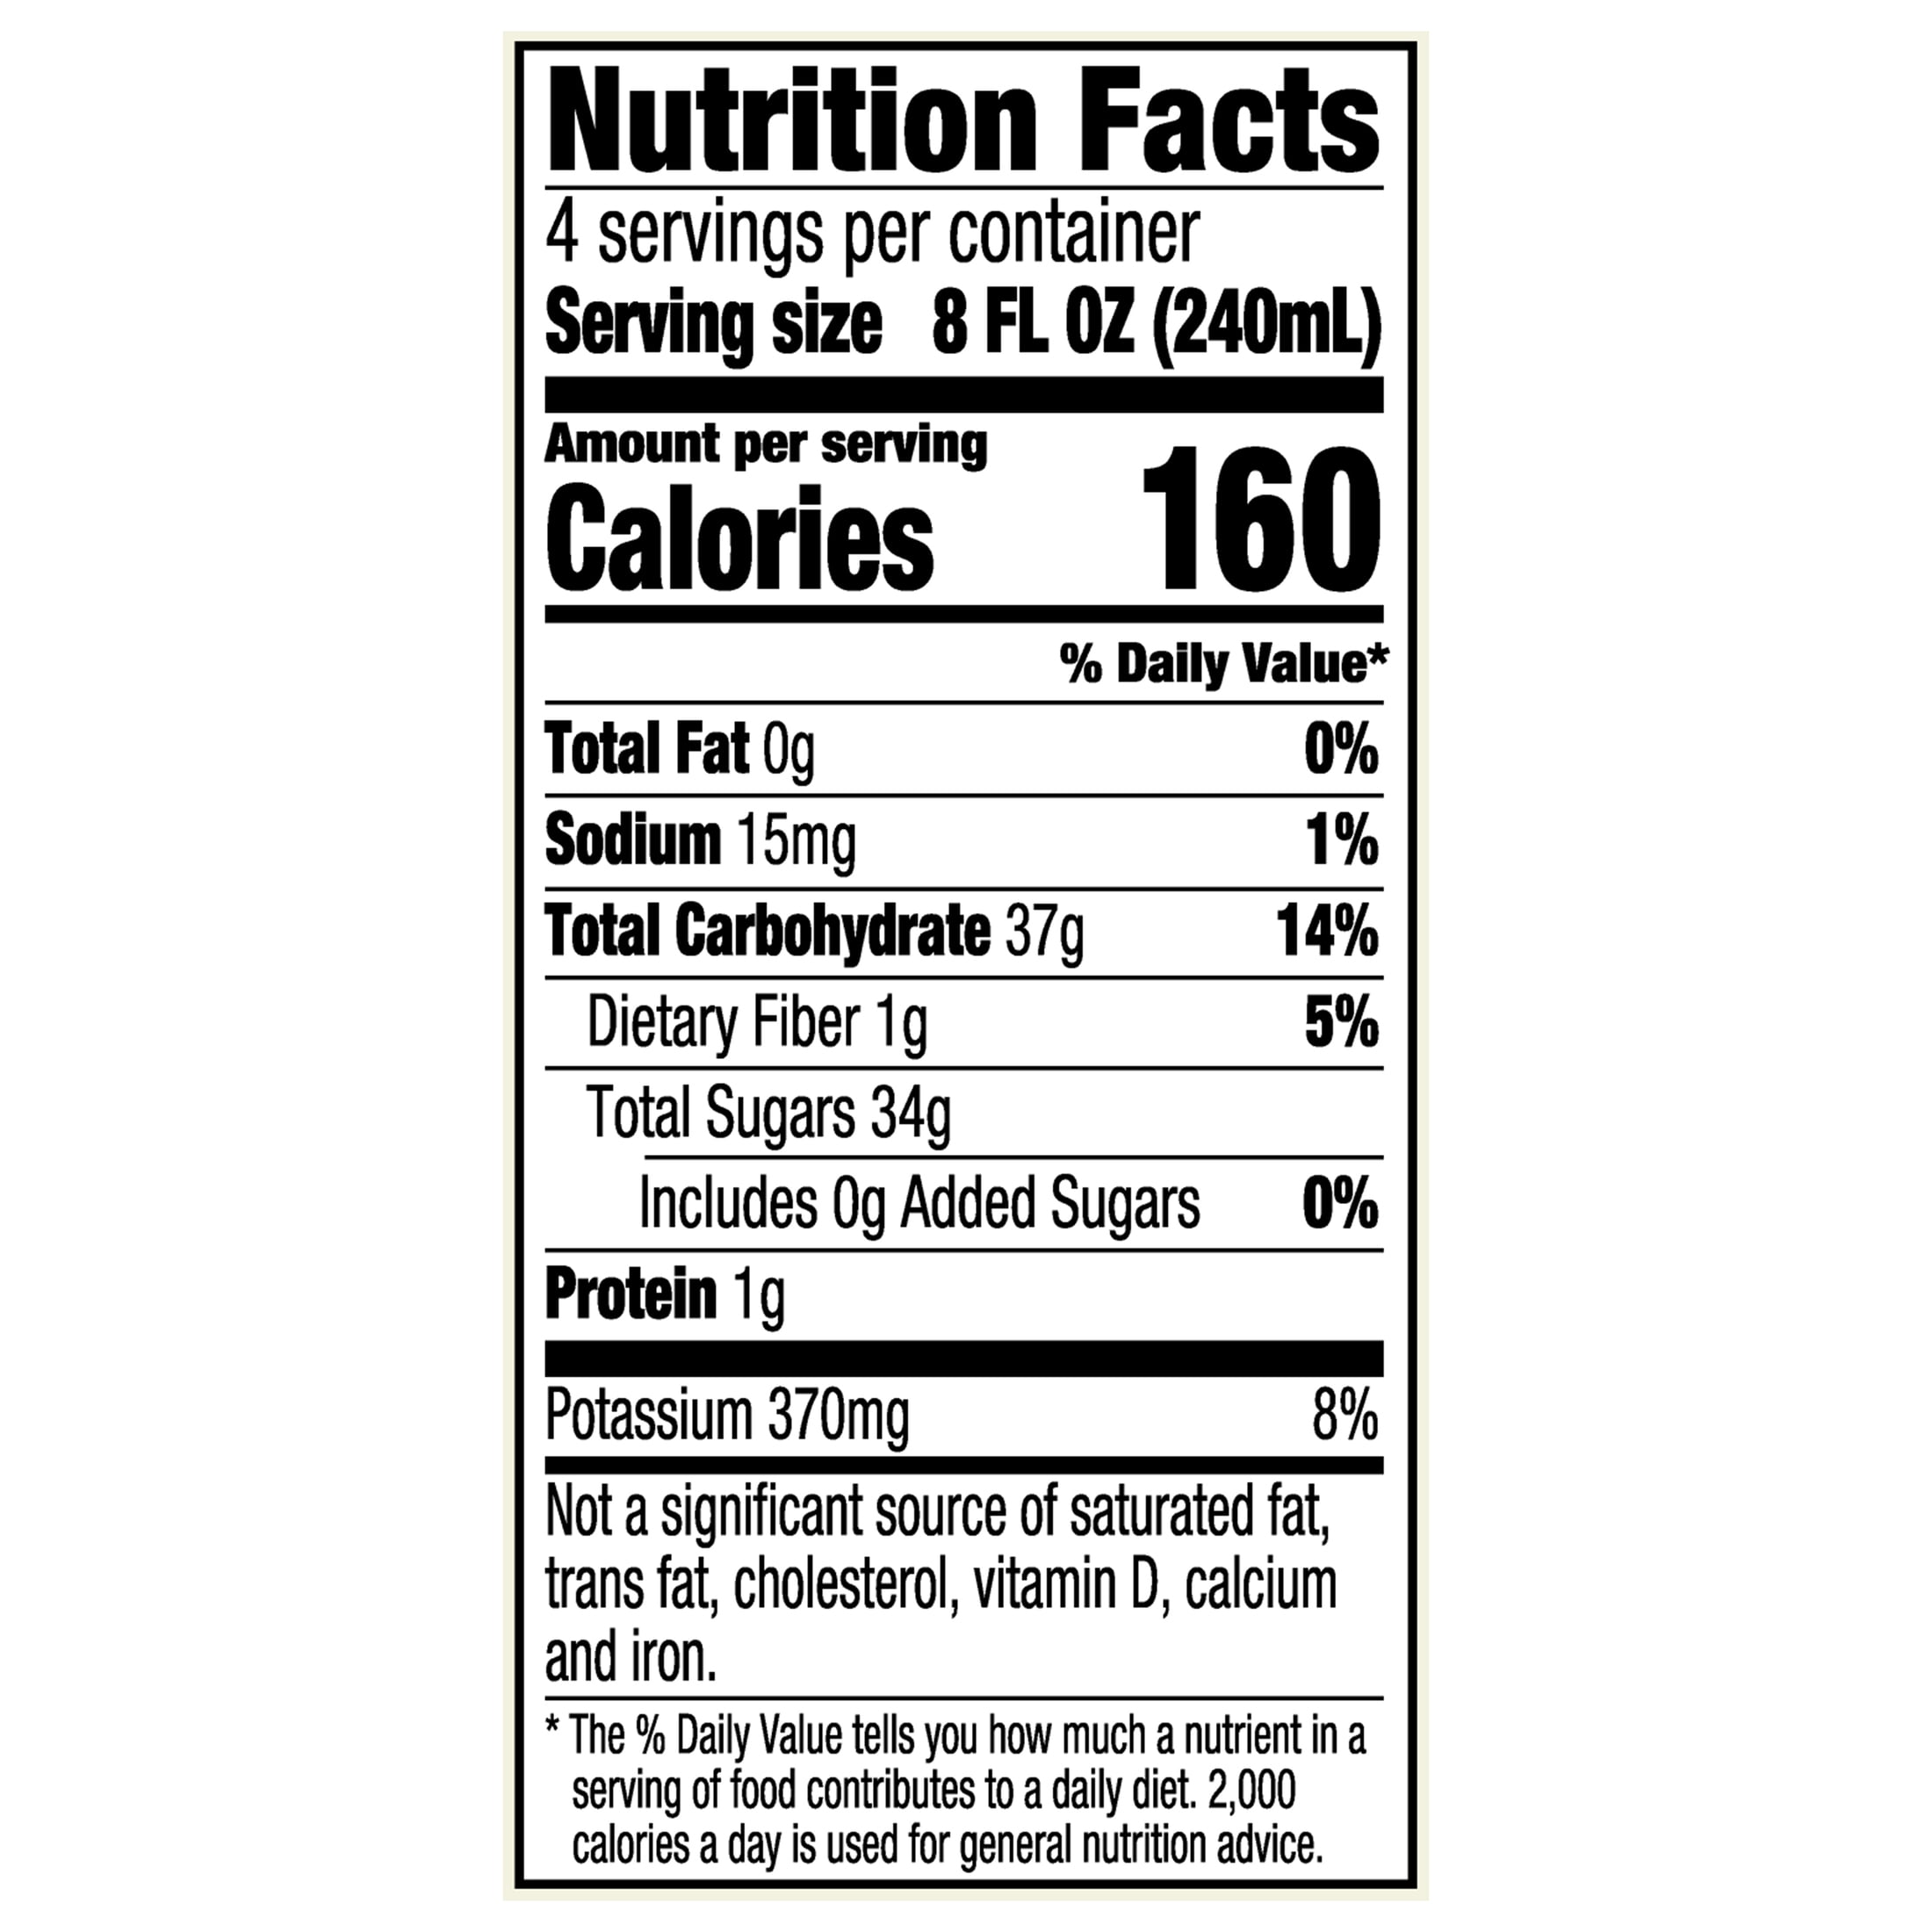 Nutrition Facts
4 servings per container
Serving size 8 FL OZ (240mL)
Amount per serving
Calories 160
% Daily Value*
Total Fat 0g 0%
Sodium 15mg 1%
Total Carbohydrate 37g 14%
Dietary Fiber 1g 5%
Total Sugars 34g
Includes 0g Added Sugars 0%
Protein 1g
Potassium 370mg 8%
Not a significant source of saturated fat,
trans fat, cholesterol, vitamin D, calcium
and iron.
* The % Daily Value tells you how much a nutrient in a
serving of food contributes to a daily diet. 2,000
calories a day is used for general nutrition advice.